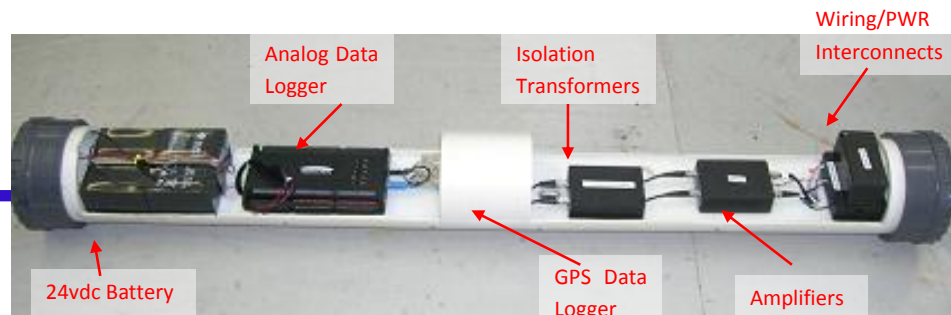 Wiring/PWR
Interconnects
Analog Data
Logger
Isolation
Transformers
24vdc Battery
GPS Data
Logger
Amplifiers